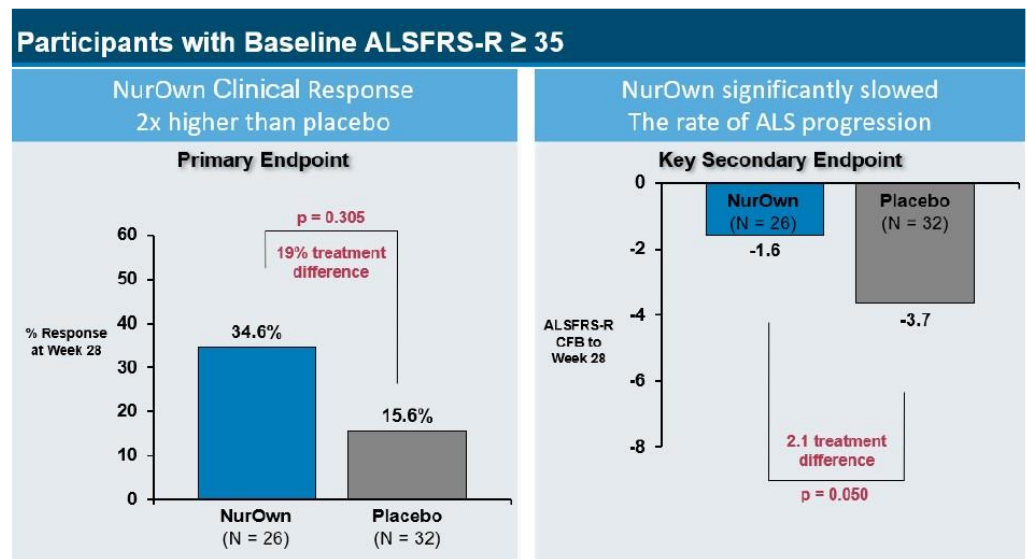 Participants with Baseline ALSFRS-R ≥ 35
NurOwn Clinical Response
2x higher than placebo
Primary Endpoint
p = 0.305
19% treatment
difference
60
50
40
30
20
10
0
% Response
at Week 28
34.6%
15.6%
NurOwn
(N = 26)
Placebo
(N = 32)
NurOwn significantly slowed
The rate of ALS progression
Key Secondary Endpoint
0
-2
-4
-6
-8
ALSFRS-R
CFB to
Week 28
NurOwn
(N = 26)
-1.6
Placebo
(N = 32)
-3.7
2.1 treatment
difference
p = 0.050